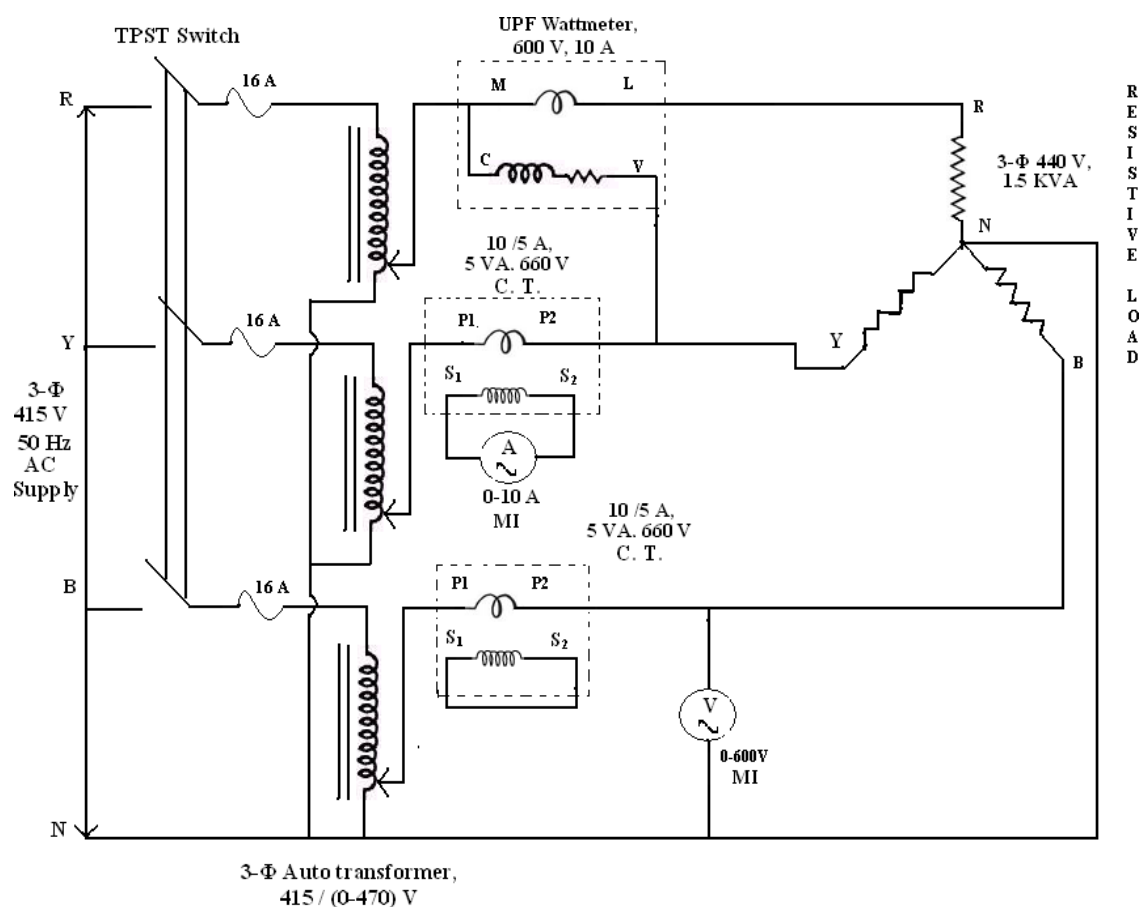 UPF Wattmeter,
600 V, 10 A
TPST Switch
16 A
M
L
R
R
C
V
3-Φ 440 V,
1.5 KVA
N
R
E
S
I
S
T
I
V
E
L
O
A
D
10 /5 A,
5 VA. 660 V
C. T.
16 A
P1
P2
Y
Y
B
S1
S2
3-Φ
415 V
50 Hz
AC
Supply
A
0-10 A
MI
10 /5 A,
5 VA. 660 V
C. T.
B
16 A
P1
P2
S1
S2
V
0-600V
MI
N
3-Φ Auto transformer,
415 / (0-470) V